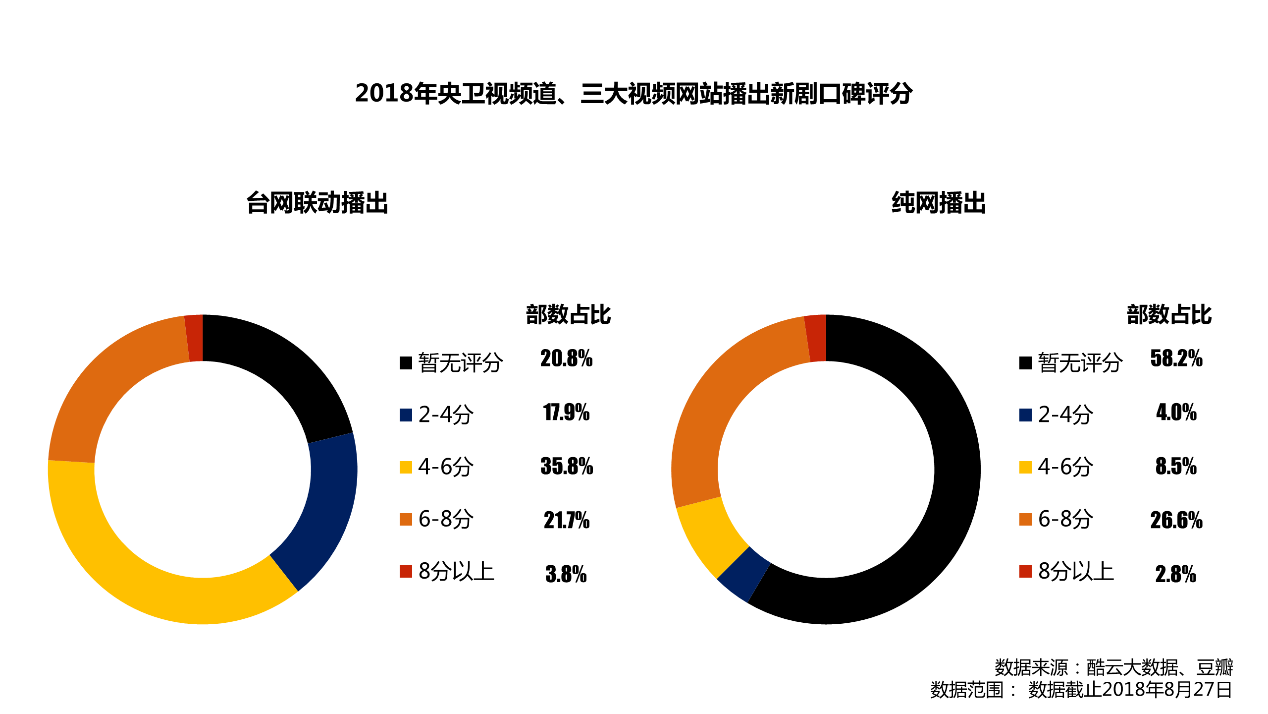 2018年央卫视频道、三大视频网站播出新剧口碑评分
台网联动播出
部数占比
暂无评分 20.8%
2-4分 17.9%
4-6分 35.8%
6-8分 21.7%
8分以上 3.8%
纯网播出
部数占比
暂无评分 58.2%
2-4分 4.0%
4-6分 8.5%
6-8分 26.6%
8分以上 2.8%
数据来源：酷云大数据、豆瓣
数据范围： 数据截止2018年8月27日